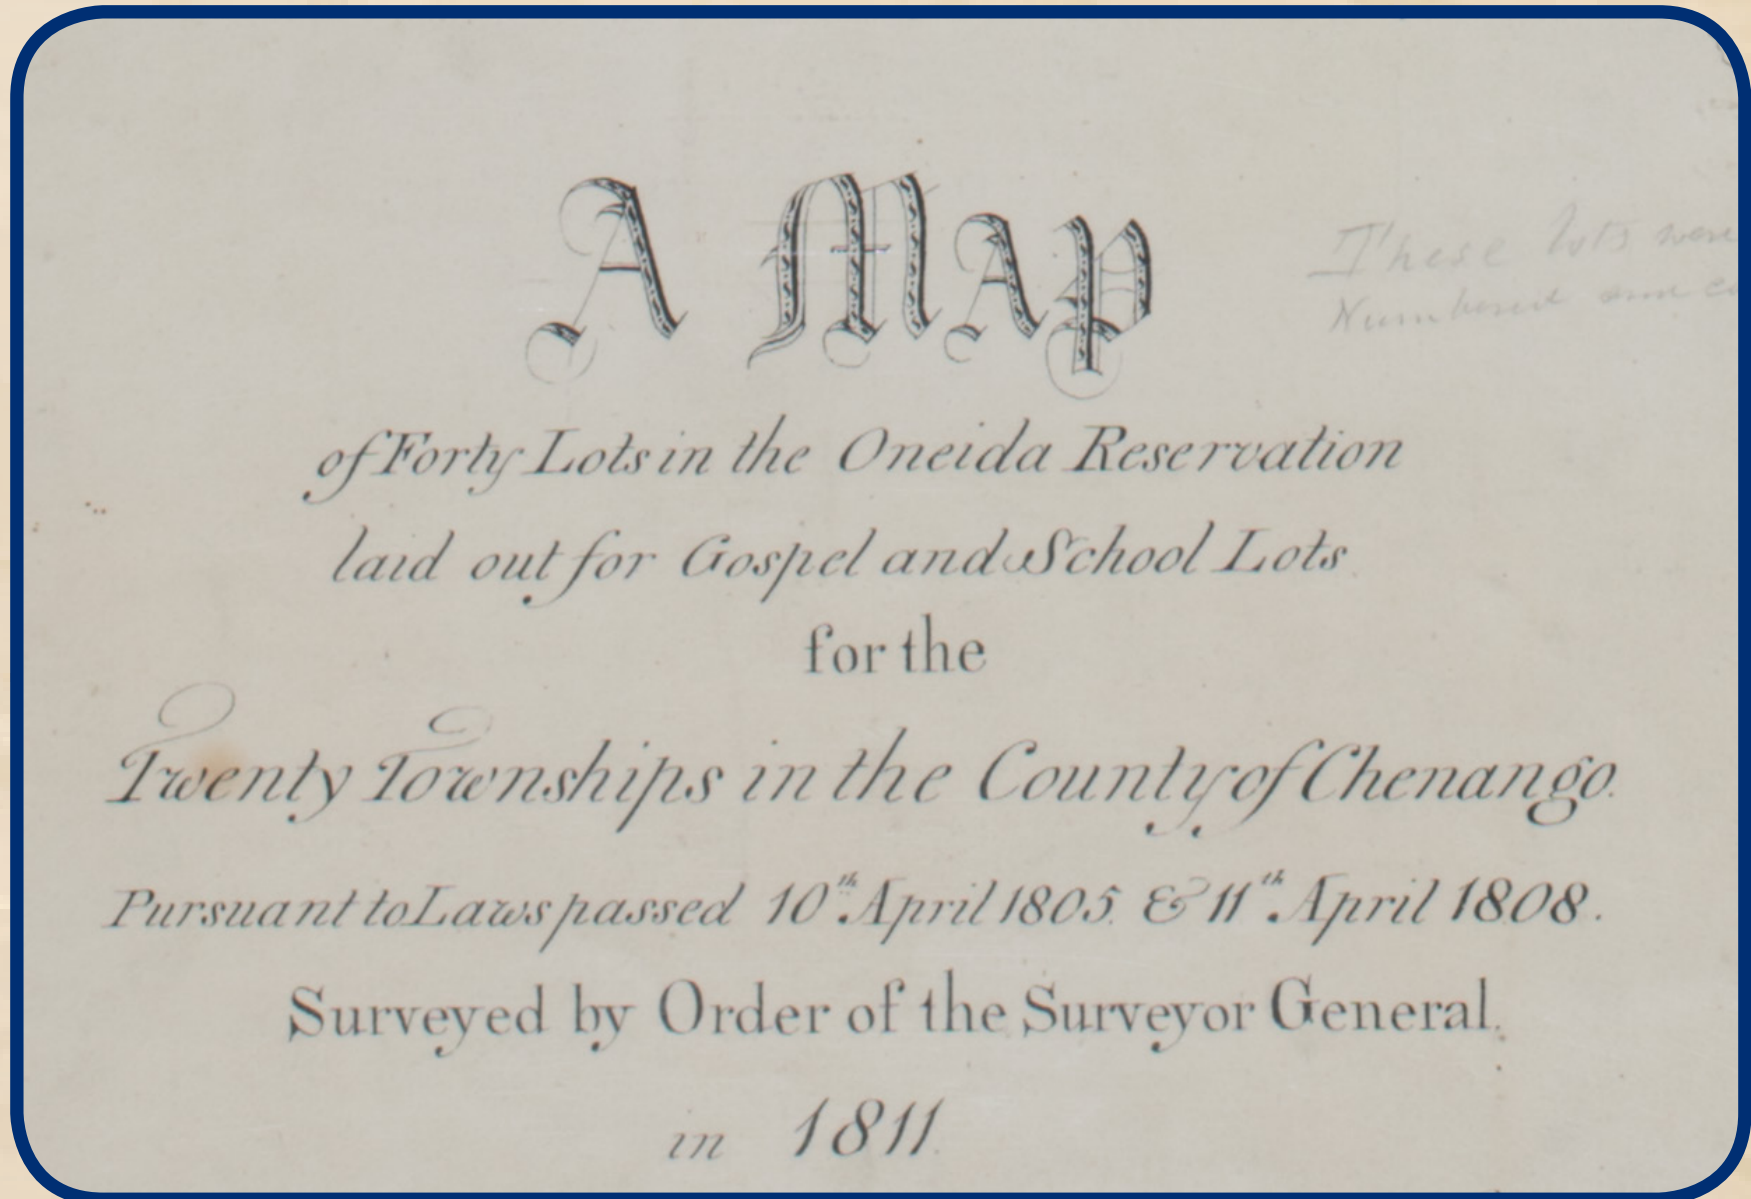 A Map
These lots were
Numbered and
of Forty Lots in the Oneida Reservation
laid out for Gospel and School Lots
for the
Twenty Townships in the County of Chenango.
Pursuant to Laws passed 10th April 1805. & 11th April 1808.
Surveyed by Order of the Surveyor General.
in 1811.